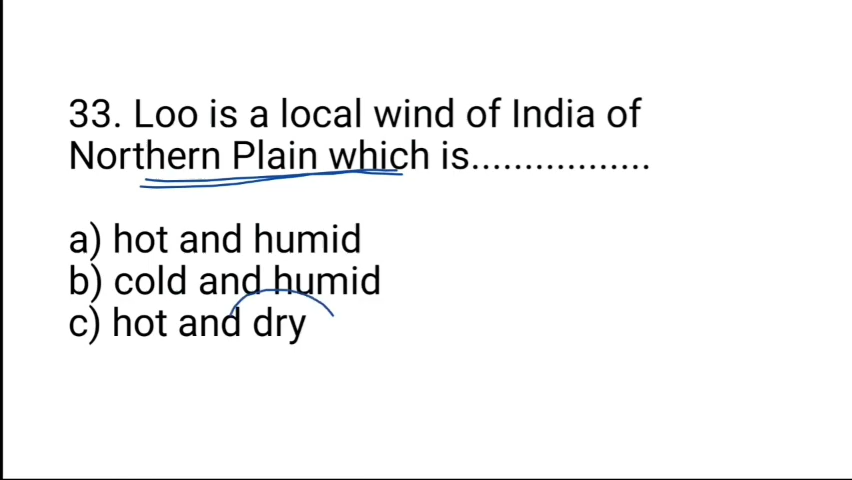 33. Loo is a local wind of India of
Northern Plain which is.................
a) hot and humid
b) cold and humid
c) hot and dry